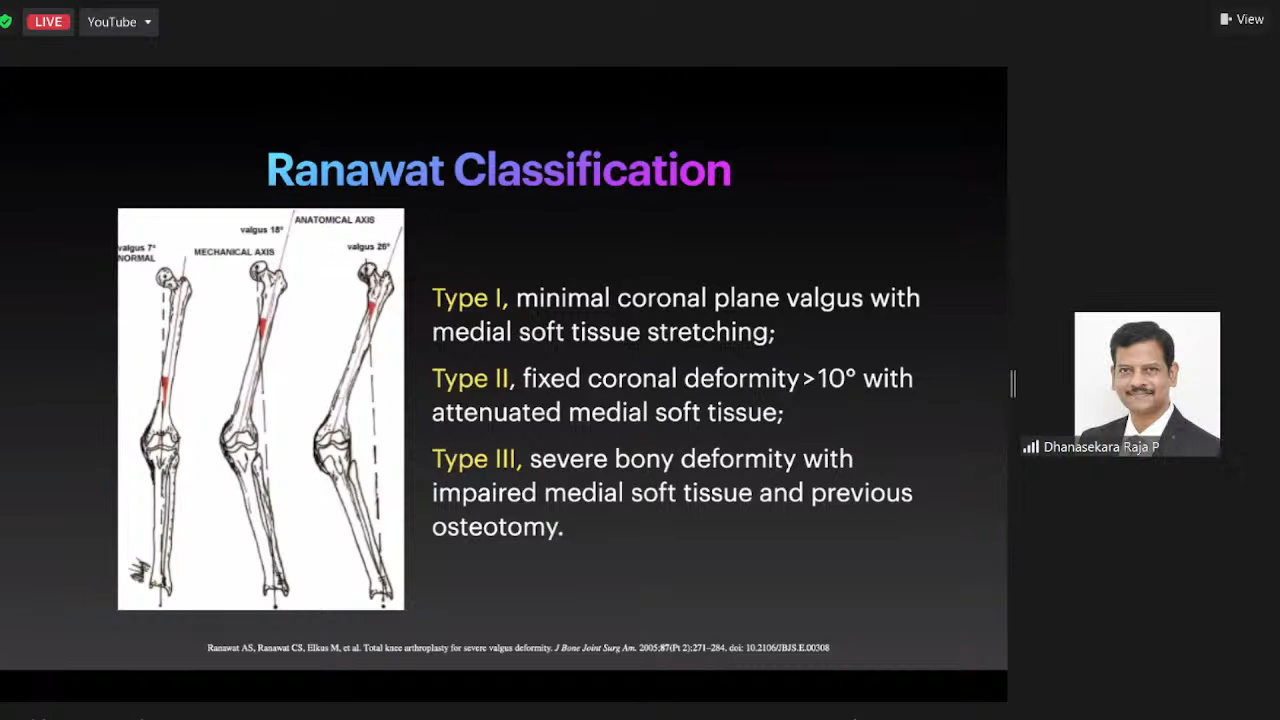 LIVE
YouTube
View
Ranawat Classification
ANATOMICAL AXIS
valgus 18°
valgus 7°
NORMAL
MECHANICAL AXIS
valgus 26°
Type I, minimal coronal plane valgus with
medial soft tissue stretching;
Type II, fixed coronal deformity>10° with
attenuated medial soft tissue;
Type III, severe bony deformity with
impaired medial soft tissue and previous
osteotomy.
Dhanasekara Raja P
Ranawat AS, Ranawat CS, Elkus M, et al. Total knee arthroplasty for severe valgus deformity. J Bone Joint Surg Am. 2005;87(Pt 2):271–284. doi: 10.2106/JBJS.E.00308